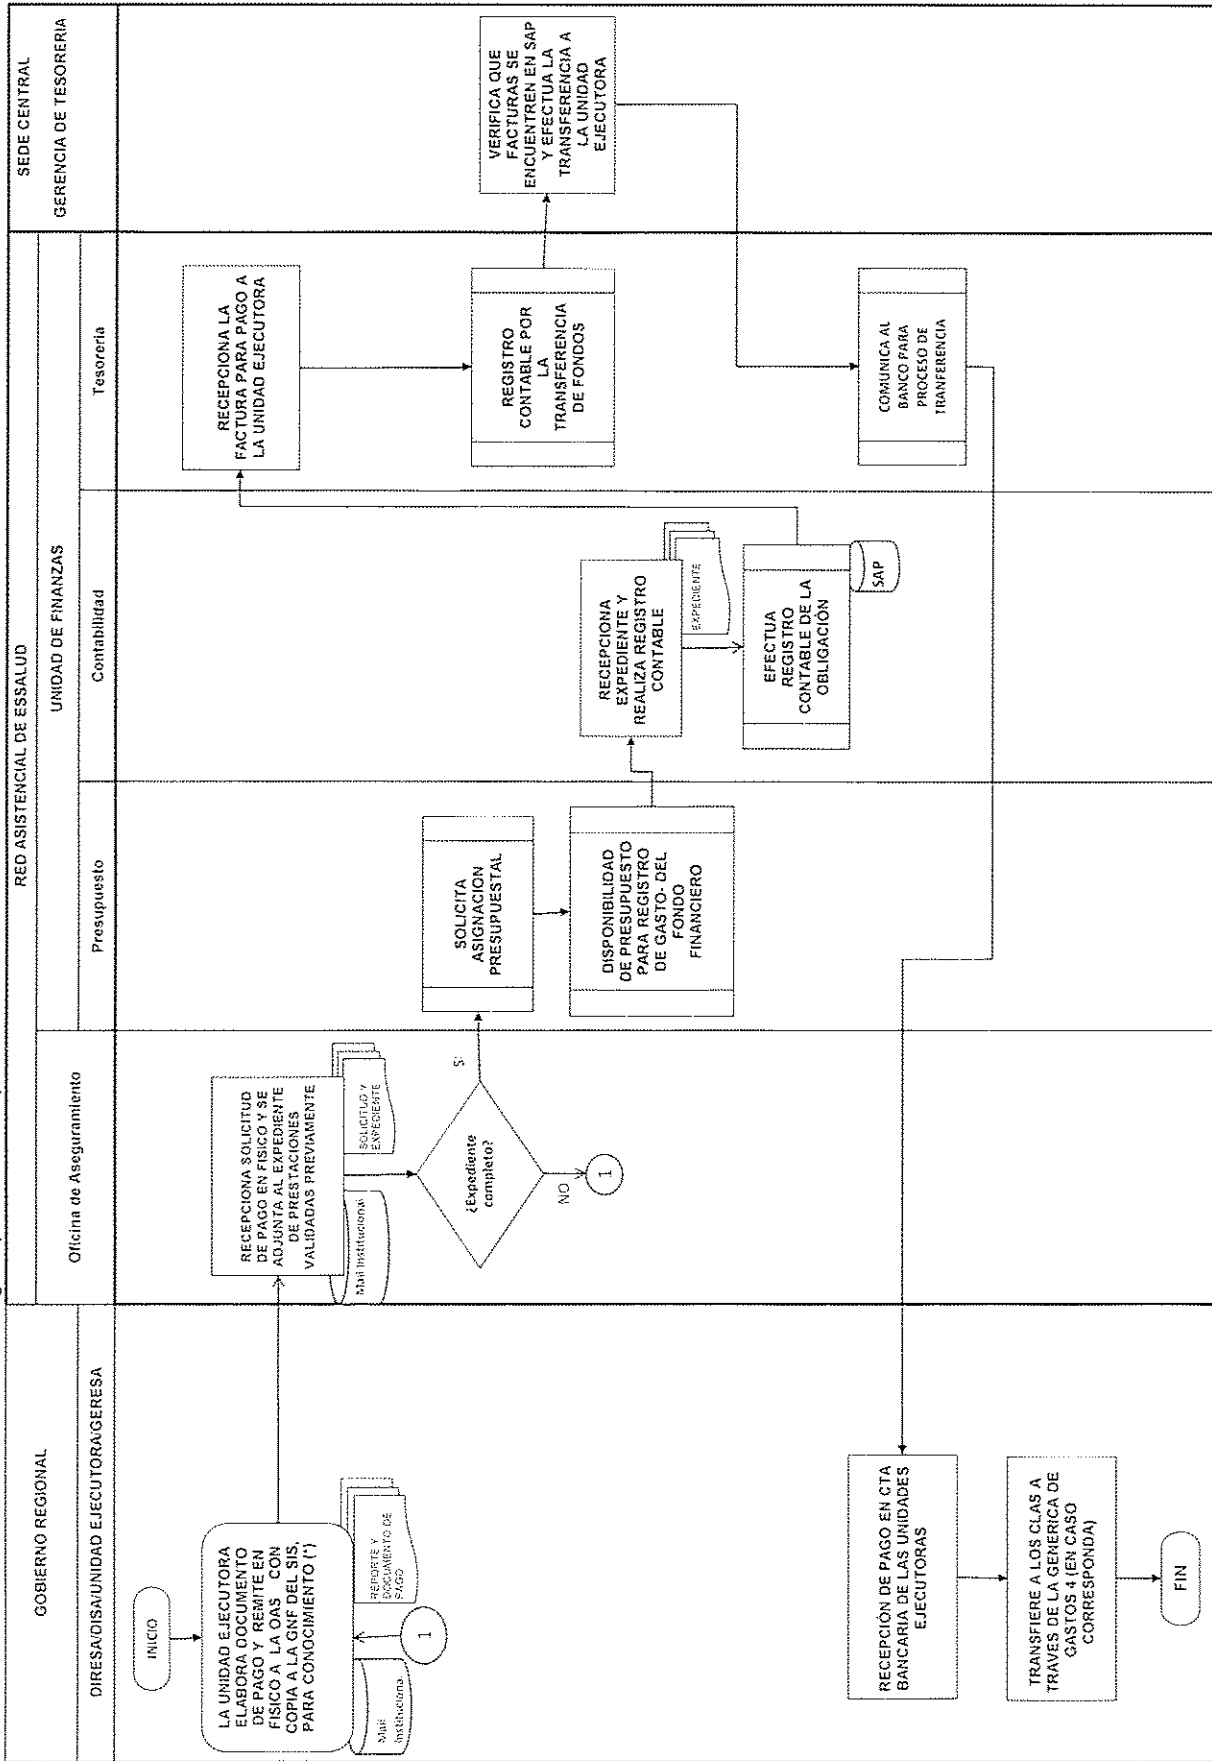 GOBIERNO REGIONAL
DIRESA/DISA/UNIDAD EJECUTORA/GERESA
RED ASISTENCIAL DE ESSALUD
Oficina de Aseguramiento
UNIDAD DE FINANZAS
Presupuesto
Contabilidad
Tesoreria
SEDE CENTRAL
GERENCIA DE TESORERIA
INICIO
LA UNIDAD EJECUTORA
ELABORA DOCUMENTO
DE PAGO Y REMITE EN
FISICO A LA OAS CON
COPIA A LA GNF DEL SIS,
PARA CONOCIMIENTO (*)
Mail
Instituciona.
REPORTE Y
DOCUMENTO DE
PAGO
1
RECEPCIONA SOLICITUD
DE PAGO EN FISICO Y SE
ADJUNTA AL EXPEDIENTE
DE PRESTACIONES
VALIDADAS PREVIAMENTE
Mail Institucional
SOLICITUD Y
EXPEDIENTE
¿Expediente
completo?
SI
NO
1
SOLICITA
ASIGNACION
PRESUPUESTAL
DISPONIBILIDAD
DE PRESUPUESTO
PARA REGISTRO
DE GASTO- DEL
FONDO
FINANCIERO
RECEPCIONA
EXPEDIENTE Y
REALIZA REGISTRO
CONTABLE
EXPEDIENTE
EFECTUA
REGISTRO
CONTABLE DE LA
OBLIGACIÓN
SAP
RECEPCIONA LA
FACTURA PARA PAGO A
LA UNIDAD EJECUTORA
REGISTRO
CONTABLE POR
LA
TRANSFERENCIA
DE FONDOS
VERIFICA QUE
FACTURAS SE
ENCUENTREN EN SAP
Y EFECTUA LA
TRANSFERENCIA A
LA UNIDAD
EJECUTORA
COMUNICA AL
BANCO PARA
PROCESO DE
TRANFERENCIA
RECEPCIÓN DE PAGO EN CTA
BANCARIA DE LAS UNIDADES
EJECUTORAS
TRANSFIERE A LOS CLAS A
TRAVES DE LA GENERICA DE
GASTOS 4 (EN CASO
CORRESPONDA)
FIN